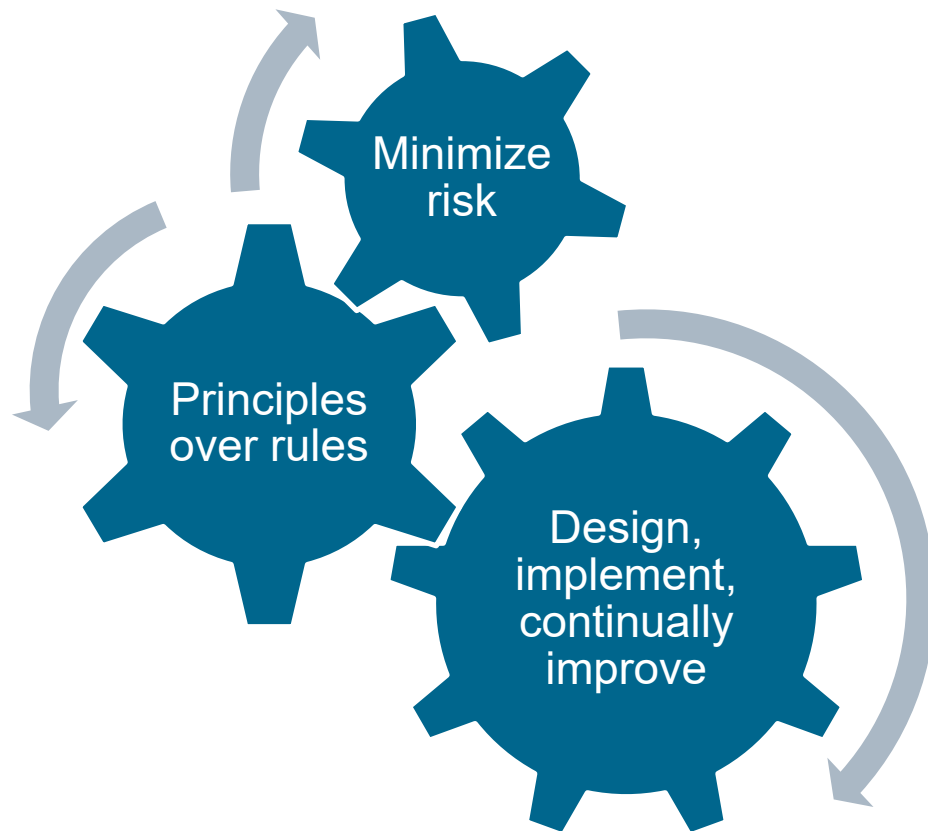 Minimize
risk
Principles
over rules
Design,
implement,
continually
improve